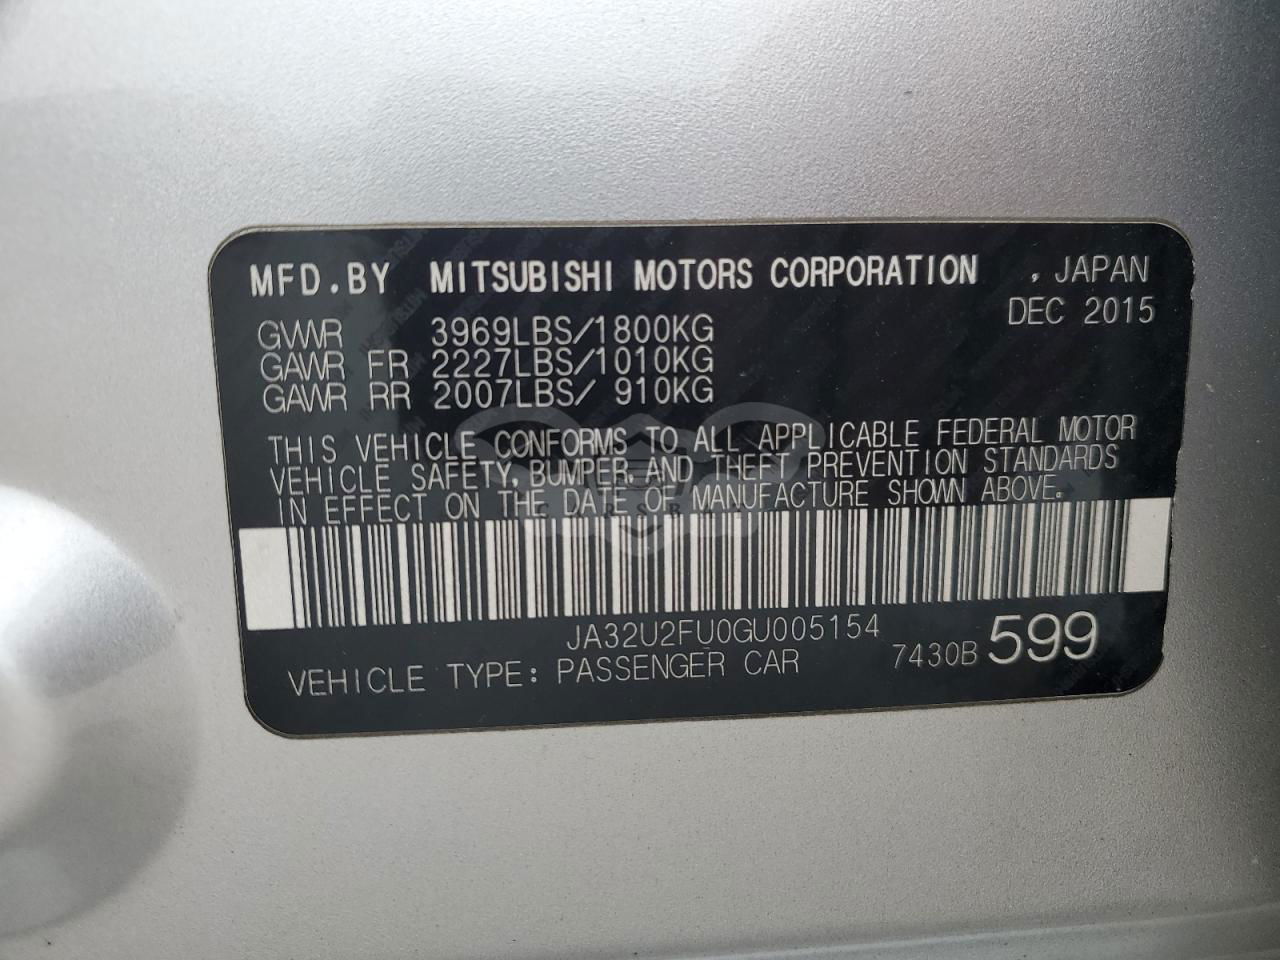 MFD.BY MITSUBISHI MOTORS CORPORATION , JAPAN
DEC 2015
GVWR 3969LBS/1800KG
GAWR FR 2227LBS/1010KG
GAWR RR 2007LBS/ 910KG
THIS VEHICLE CONFORMS TO ALL APPLICABLE FEDERAL MOTOR
VEHICLE SAFETY, BUMPER, AND THEFT PREVENTION STANDARDS
IN EFFECT ON THE DATE OF MANUFACTURE SHOWN ABOVE.
JA32U2FU0GU005154
VEHICLE TYPE: PASSENGER CAR 7430B 599